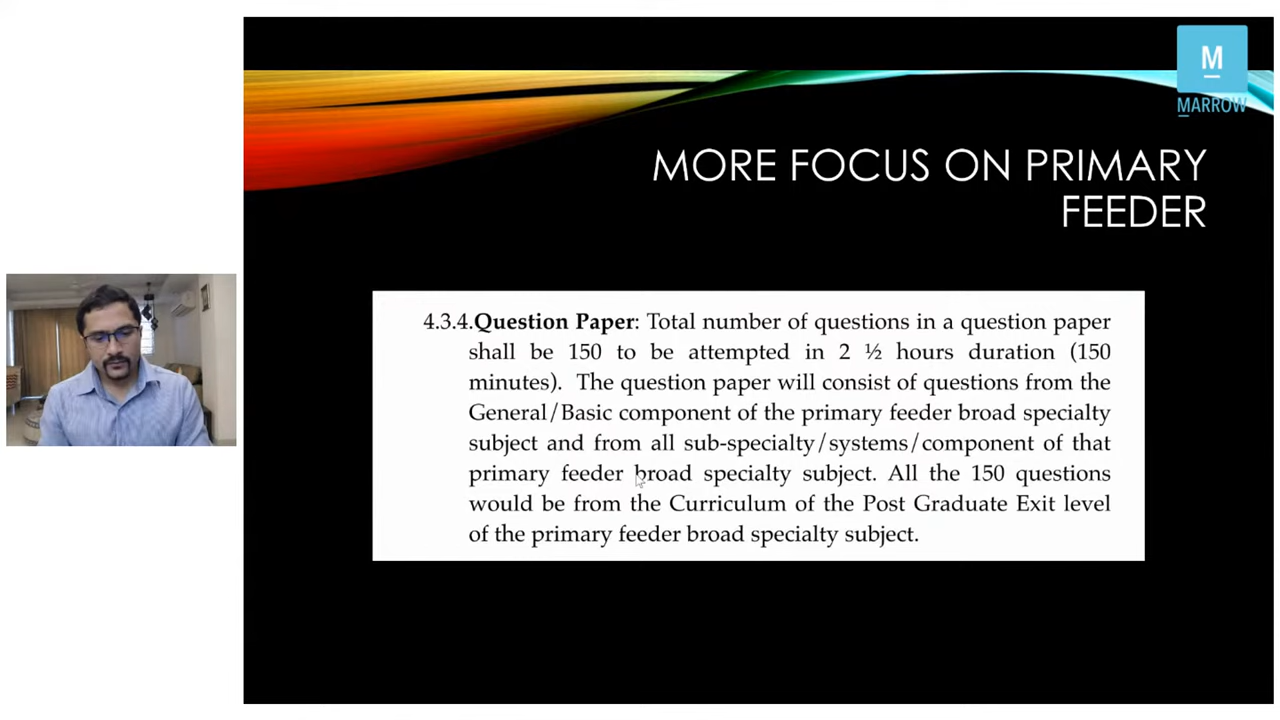 M
MARROW
MORE FOCUS ON PRIMARY
FEEDER
4.3.4.Question Paper: Total number of questions in a question paper
shall be 150 to be attempted in 2 ½ hours duration (150
minutes). The question paper will consist of questions from the
General/Basic component of the primary feeder broad specialty
subject and from all sub-specialty/systems/component of that
primary feeder broad specialty subject. All the 150 questions
would be from the Curriculum of the Post Graduate Exit level
of the primary feeder broad specialty subject.